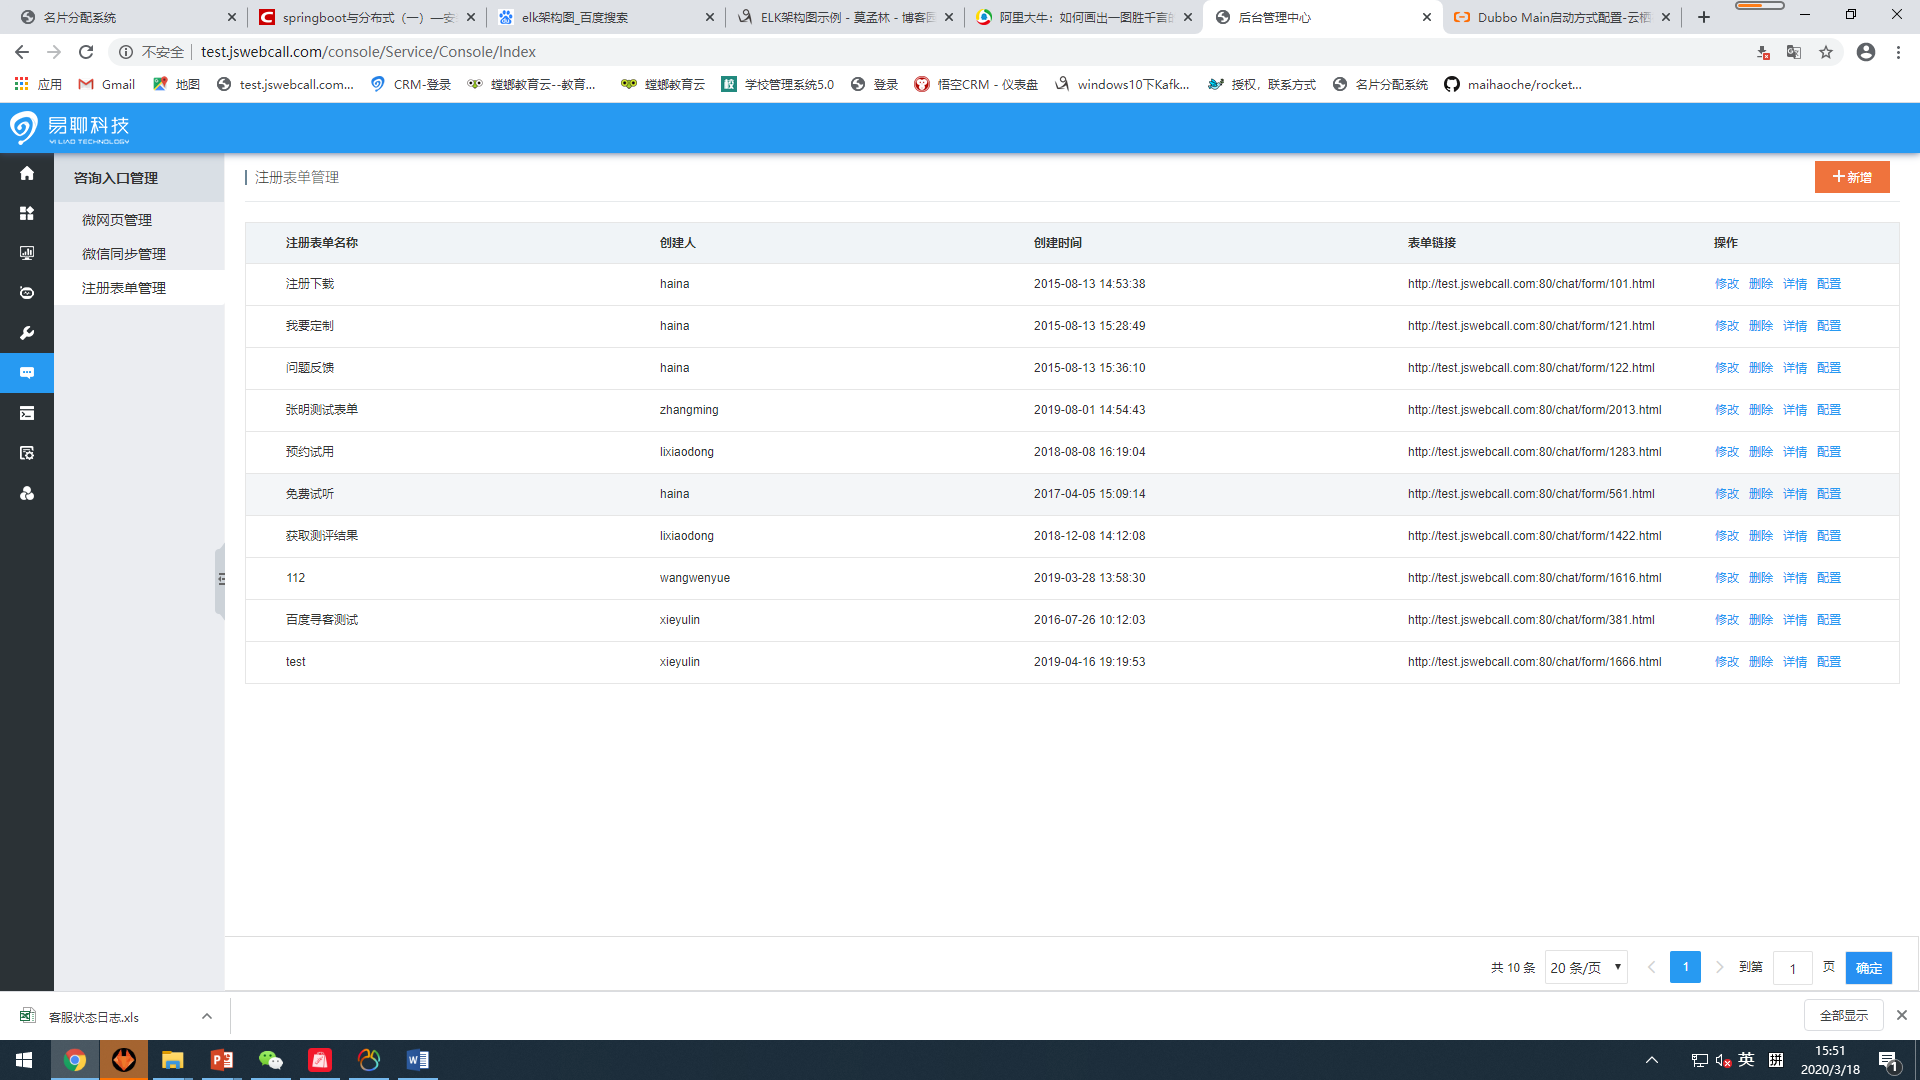 名片分配系统
springboot与分布式（一）—安
elk架构图_百度搜索
ELK架构图示例 - 莫孟林 - 博客园
阿里大牛：如何画出一图胜千言的
后台管理中心
Dubbo Main启动方式配置-云栖
不安全
test.jswebcall.com/console/Service/Console/Index
应用
Gmail
地图
test.jswebcall.com...
CRM-登录
螳螂教育云--教育...
螳螂教育云
学校管理系统5.0
登录
悟空CRM - 仪表盘
windows10下Kafk...
授权，联系方式
名片分配系统
maihaoche/rocket...
易聊科技
YI LIAO TECHNOLOGY
咨询入口管理
微网页管理
微信同步管理
注册表单管理
注册表单管理
新增
注册表单名称 创建人 创建时间 表单链接 操作
注册下载 haina 2015-08-13 14:53:38 http://test.jswebcall.com:80/chat/form/101.html 修改 删除 详情 配置
我要定制 haina 2015-08-13 15:28:49 http://test.jswebcall.com:80/chat/form/121.html 修改 删除 详情 配置
问题反馈 haina 2015-08-13 15:36:10 http://test.jswebcall.com:80/chat/form/122.html 修改 删除 详情 配置
张明测试表单 zhangming 2019-08-01 14:54:43 http://test.jswebcall.com:80/chat/form/2013.html 修改 删除 详情 配置
预约试用 lixiaodong 2018-08-08 16:19:04 http://test.jswebcall.com:80/chat/form/1283.html 修改 删除 详情 配置
免费试听 haina 2017-04-05 15:09:14 http://test.jswebcall.com:80/chat/form/561.html 修改 删除 详情 配置
获取测评结果 lixiaodong 2018-12-08 14:12:08 http://test.jswebcall.com:80/chat/form/1422.html 修改 删除 详情 配置
112 wangwenyue 2019-03-28 13:58:30 http://test.jswebcall.com:80/chat/form/1616.html 修改 删除 详情 配置
百度寻客测试 xieyulin 2016-07-26 10:12:03 http://test.jswebcall.com:80/chat/form/381.html 修改 删除 详情 配置
test xieyulin 2019-04-16 19:19:53 http://test.jswebcall.com:80/chat/form/1666.html 修改 删除 详情 配置
共 10 条 20 条/页 1 到第 1 页 确定
客服状态日志.xls
全部显示
英
拼
15:51
2020/3/18
1